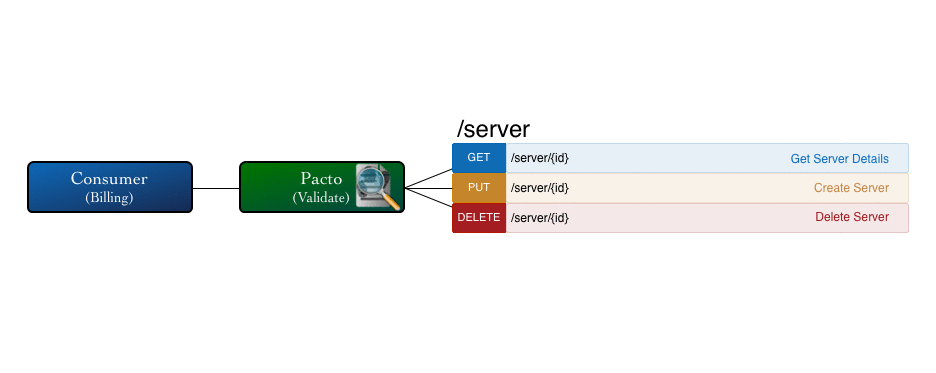 /server
Consumer
(Billing)
Pacto
(Validate)
GET /server/{id} Get Server Details
PUT /server/{id} Create Server
DELETE /server/{id} Delete Server